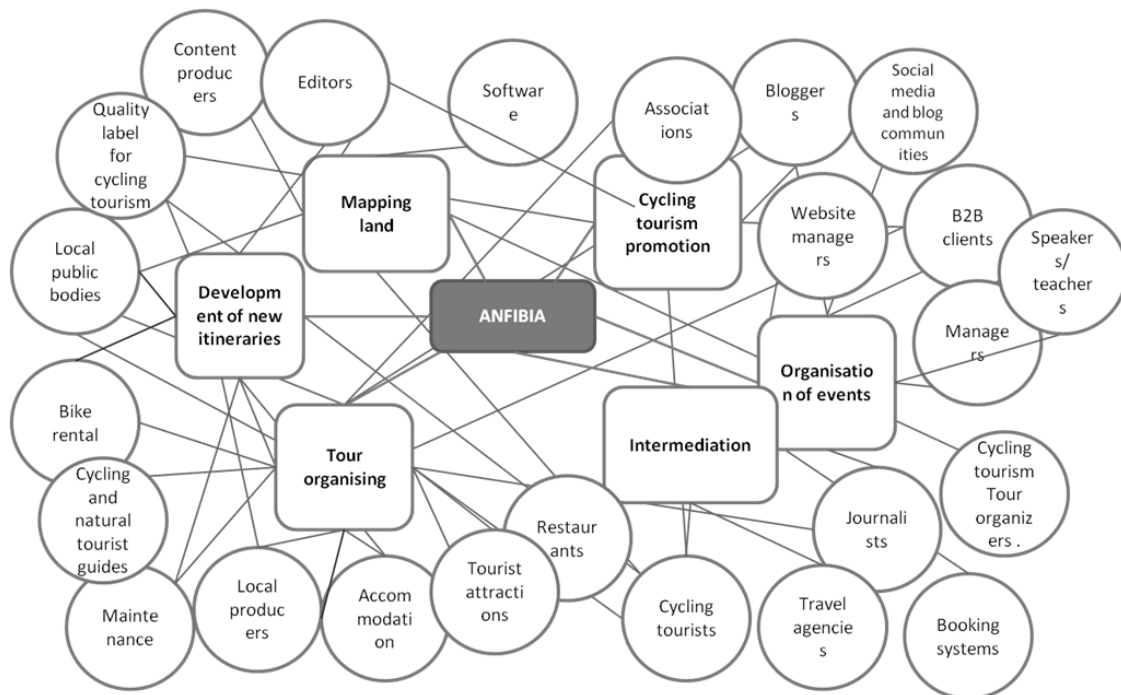 Content
produc
ers
Editors
Softwar
e
Associat
ions
Blogger
s
Social
media
and blog
commu
nities
Quality
label
for
cycling
tourism
Mapping
land
Cycling
tourism
promotion
Website
manage
rs
B2B
clients
Speaker
s/
teacher
s
Local
public
bodies
Developm
ent of new
itineraries
ANFIBIA
Manage
rs
Organisatio
n of events
Bike
rental
Tour
organising
Intermediation
Cycling
and
natural
tourist
guides
Restaur
ants
Journali
sts
Cycling
tourism
Tour
organiz
ers .
Mainte
nance
Local
produc
ers
Accom
modati
on
Tourist
attracti
ons
Cycling
tourists
Travel
agencie
s
Booking
systems